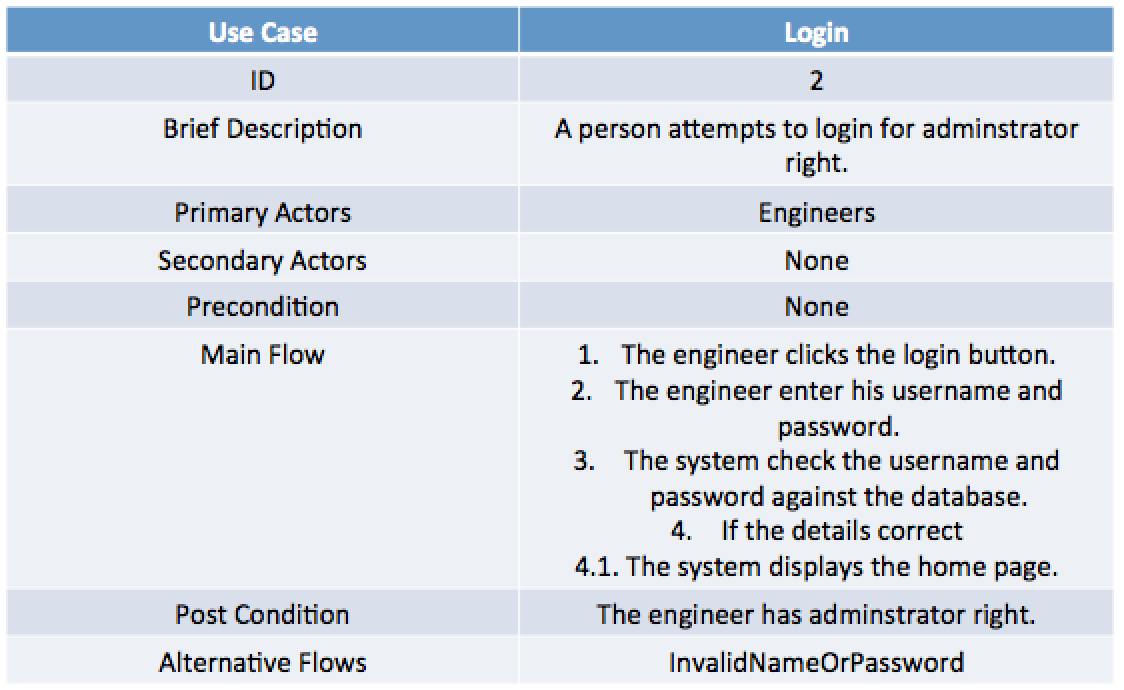 Use Case Login
ID 2
Brief Description A person attempts to login for adminstrator
right.
Primary Actors Engineers
Secondary Actors None
Precondition None
Main Flow 1. The engineer clicks the login button.
2. The engineer enter his username and
password.
3. The system check the username and
password against the database.
4. If the details correct
4.1. The system displays the home page.
Post Condition The engineer has adminstrator right.
Alternative Flows InvalidNameOrPassword